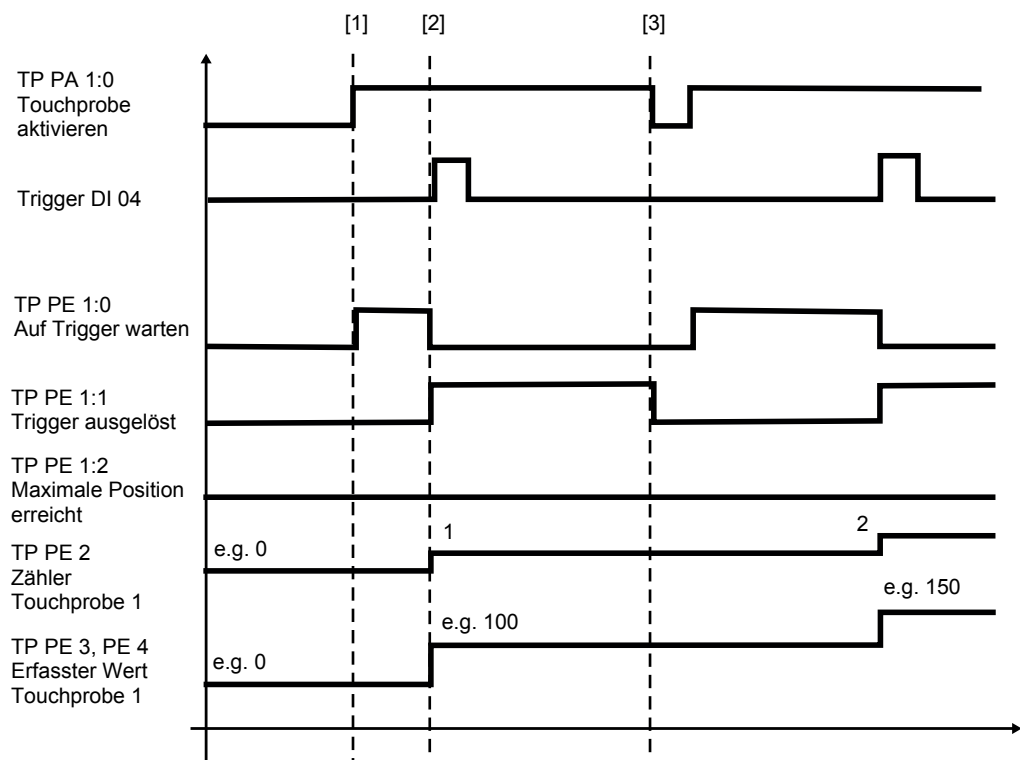 [1] [2] [3]
TP PA 1:0
Touchprobe
aktivieren
Trigger DI 04
TP PE 1:0
Auf Trigger warten
TP PE 1:1
Trigger ausgelöst
TP PE 1:2
Maximale Position
erreicht
e.g. 0
1
2
TP PE 2
Zähler
Touchprobe 1
e.g. 150
e.g. 100
TP PE 3, PE 4
Erfasster Wert
Touchprobe 1
e.g. 0